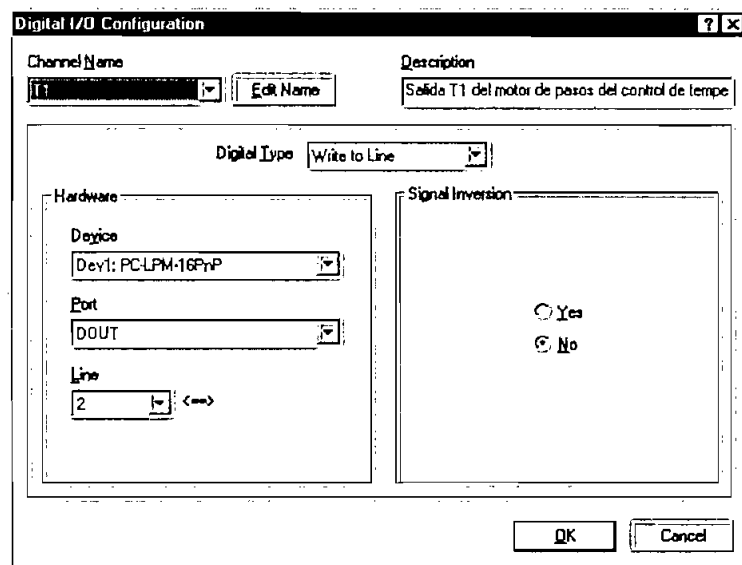 Digital I/O Configuration
Channel Name
Description
T1
Edit Name
Salida T1 del motor de pasos del control de tempe
Digital Type
Write to Line
Hardware
Signal Inversion
Device
Dev1: PC-LPM-16PnP
Port
DOUT
Line
2 <==>
Yes
No
OK
Cancel